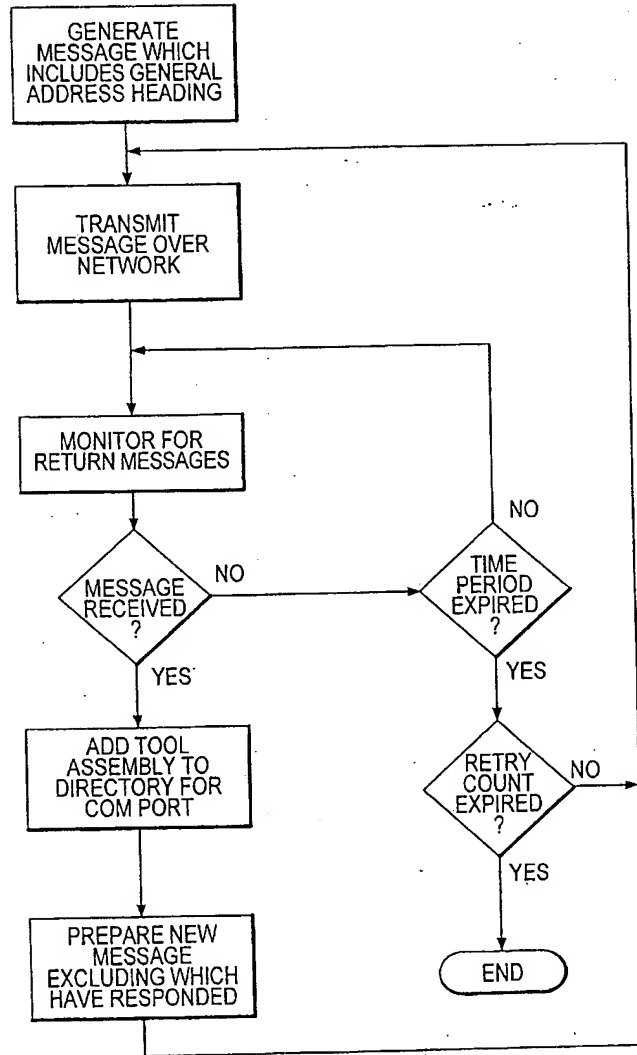 GENERATE
MESSAGE WHICH
INCLUDES GENERAL
ADDRESS HEADING
TRANSMIT
MESSAGE OVER
NETWORK
MONITOR FOR
RETURN MESSAGES
NO
MESSAGE
RECEIVED
?
NO
TIME
PERIOD
EXPIRED
?
YES
YES
ADD TOOL
ASSEMBLY TO
DIRECTORY FOR
COM PORT
RETRY
COUNT
EXPIRED
?
NO
YES
PREPARE NEW
MESSAGE
EXCLUDING WHICH
HAVE RESPONDED
END